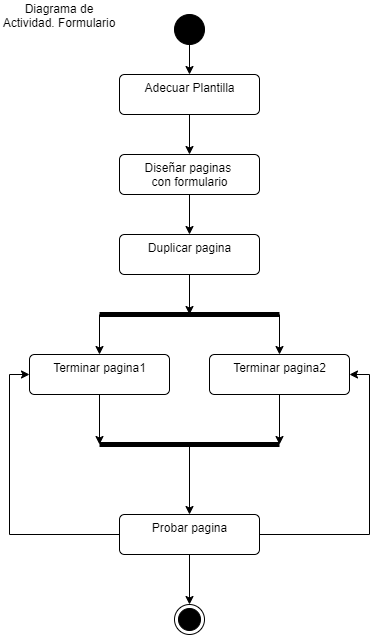 Diagrama de
Actividad. Formulario
Adecuar Plantilla
Diseñar paginas
con formulario
Duplicar pagina
Terminar pagina1
Terminar pagina2
Probar pagina